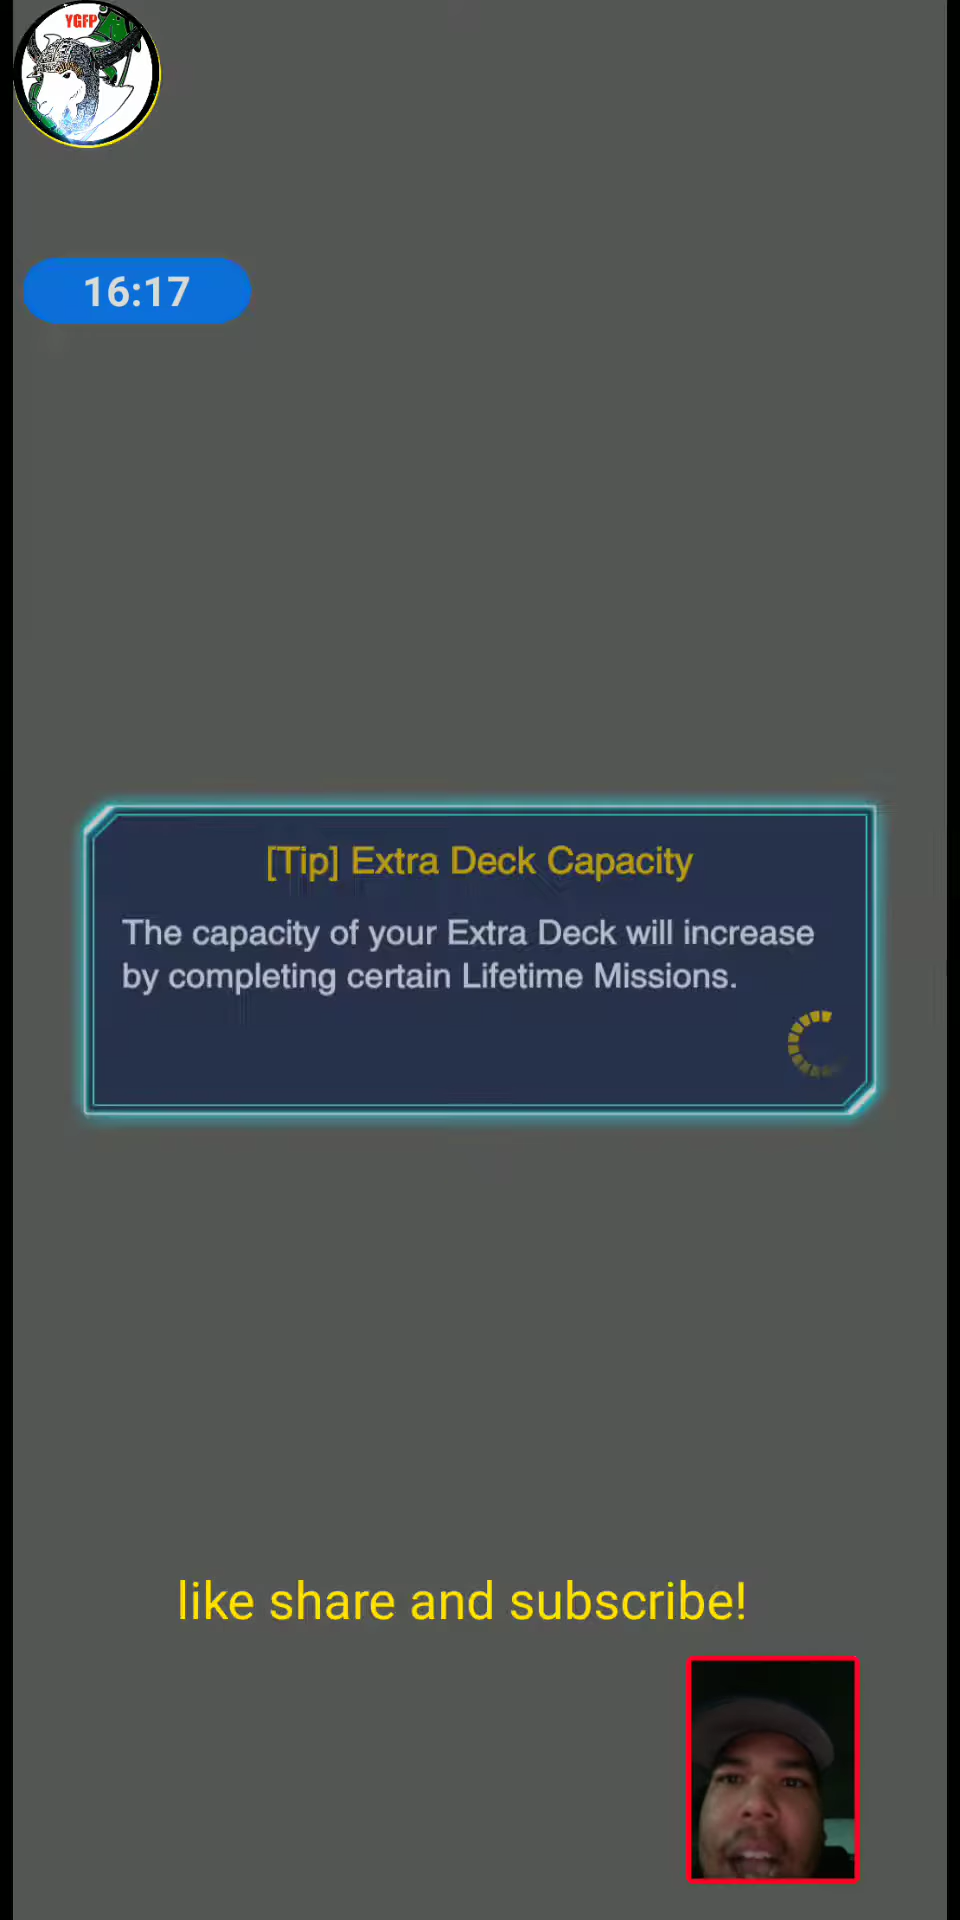 YGFP
16:17
[Tip] Extra Deck Capacity
The capacity of your Extra Deck will increase
by completing certain Lifetime Missions.
like share and subscribe!